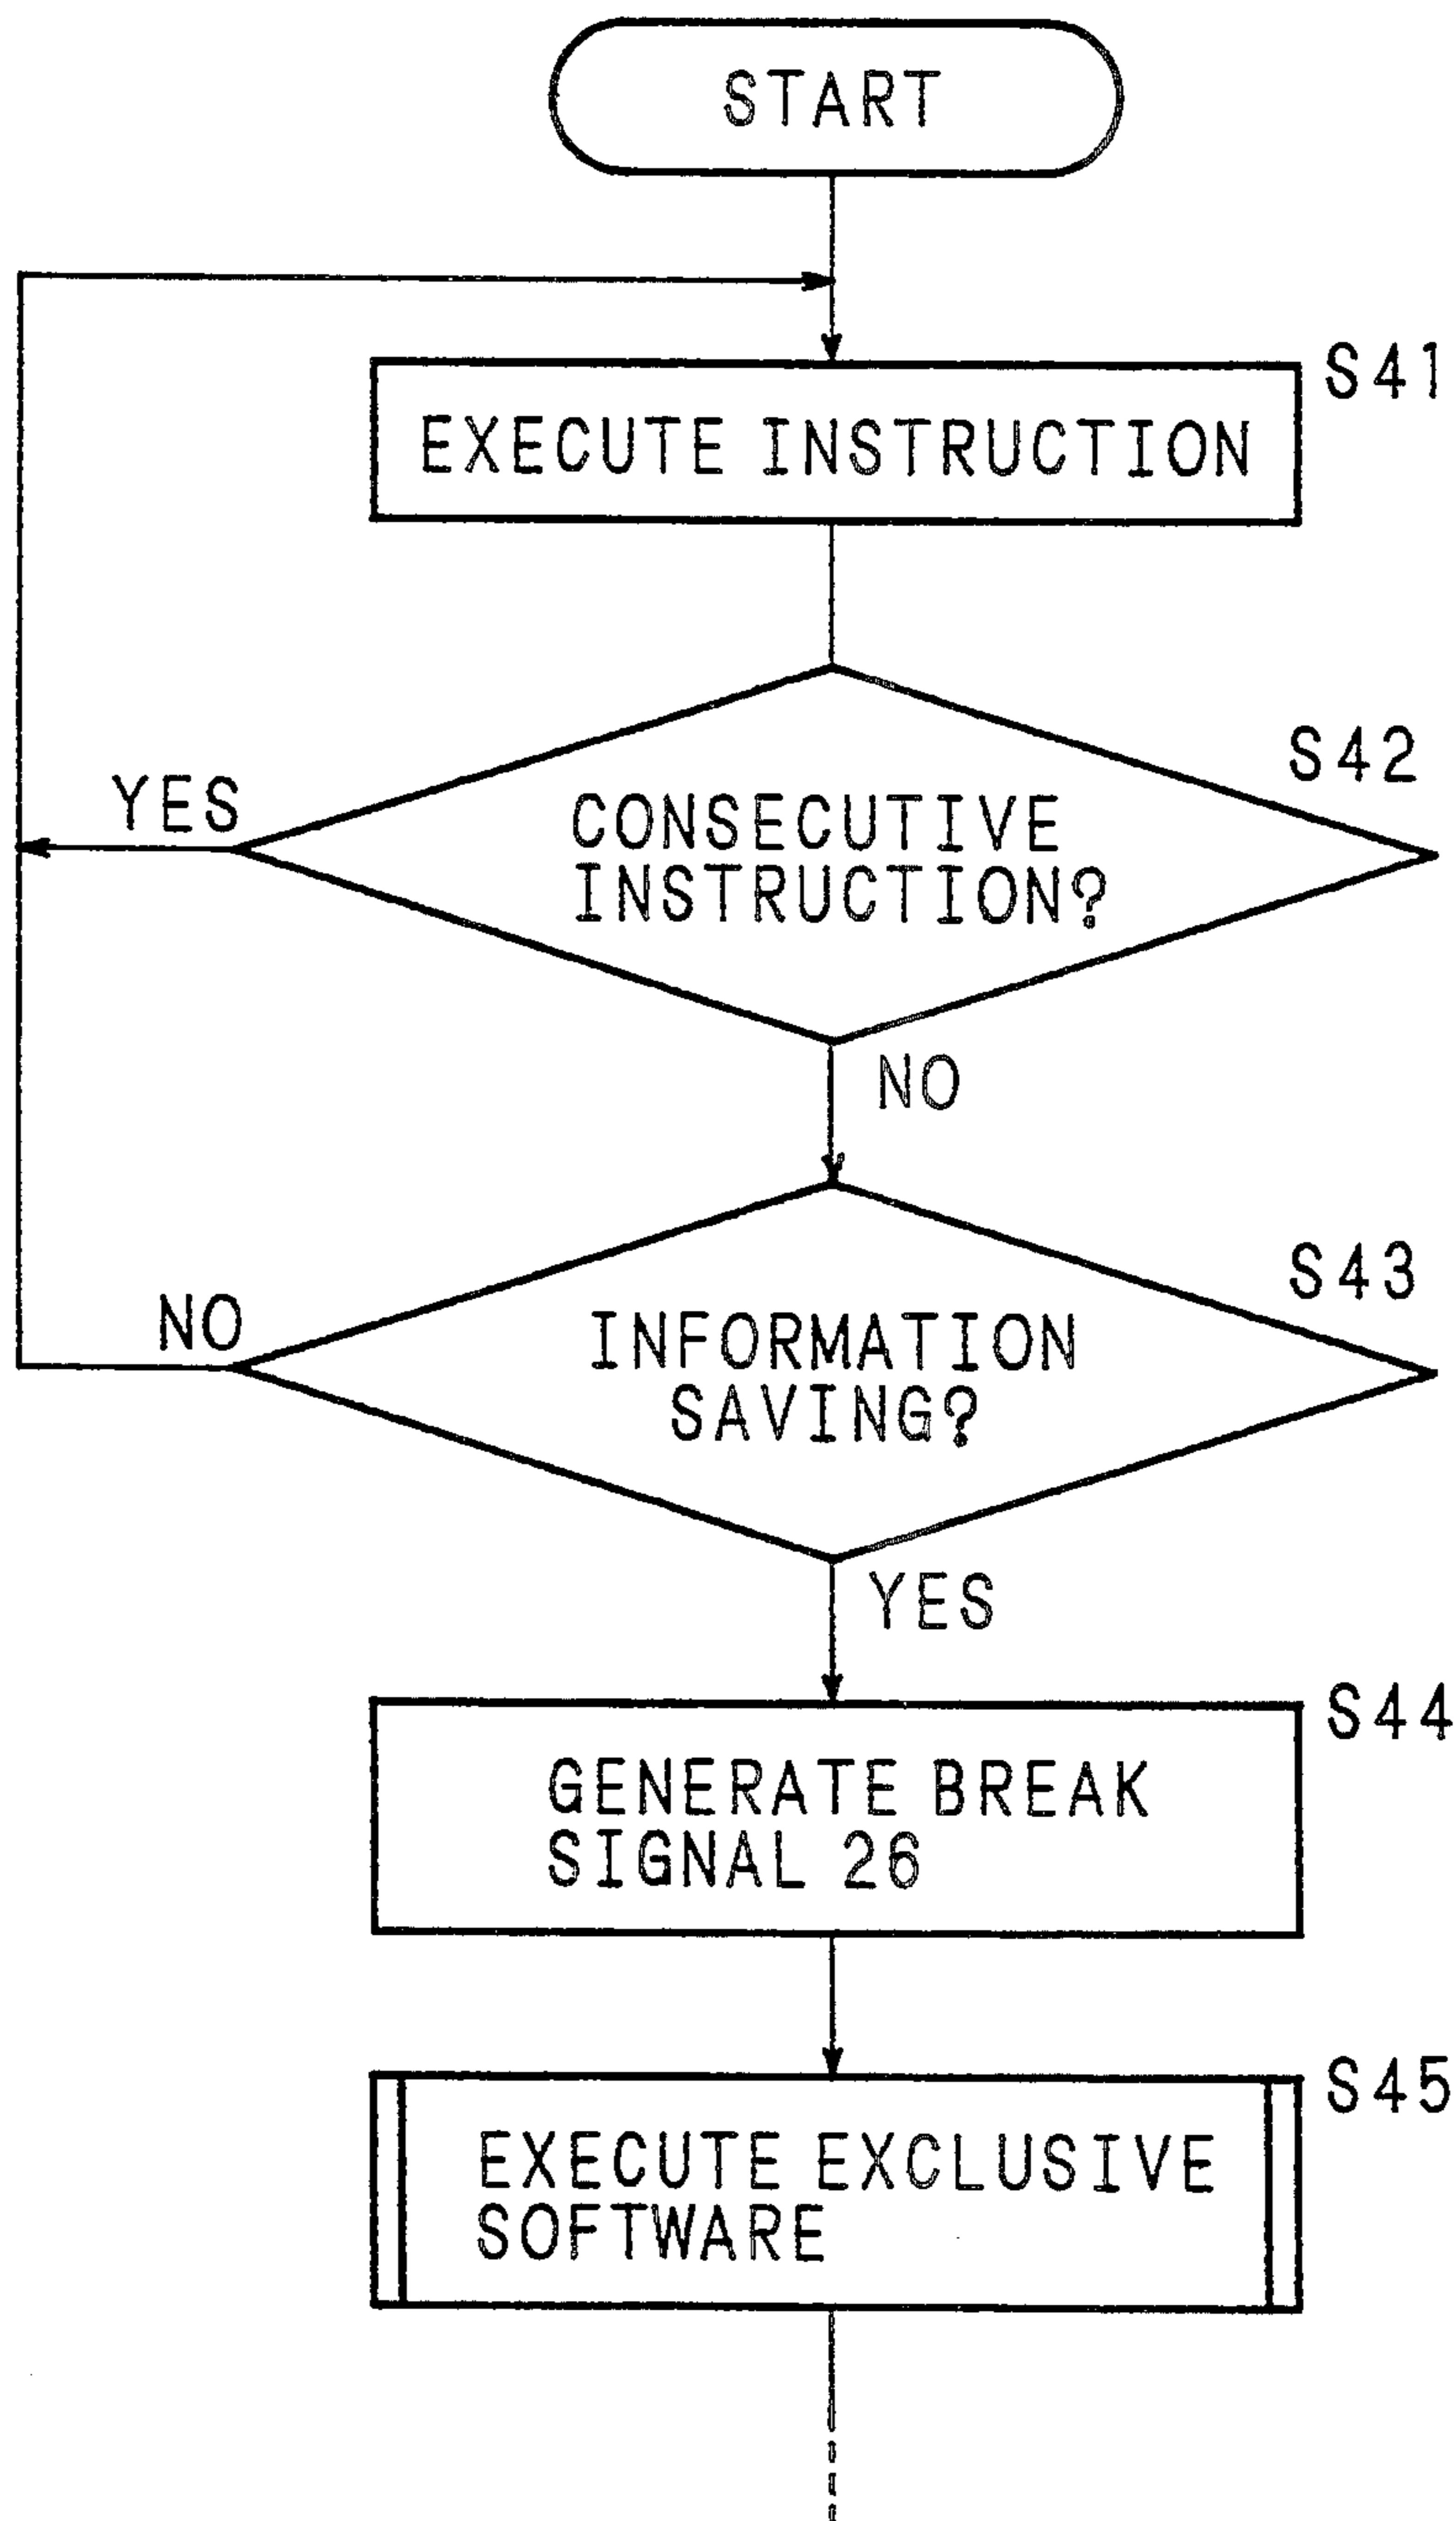 START
S41
EXECUTE INSTRUCTION
S42
YES
CONSECUTIVE
INSTRUCTION?
NO
S43
NO
INFORMATION
SAVING?
YES
S44
GENERATE BREAK
SIGNAL 26
S45
EXECUTE EXCLUSIVE
SOFTWARE